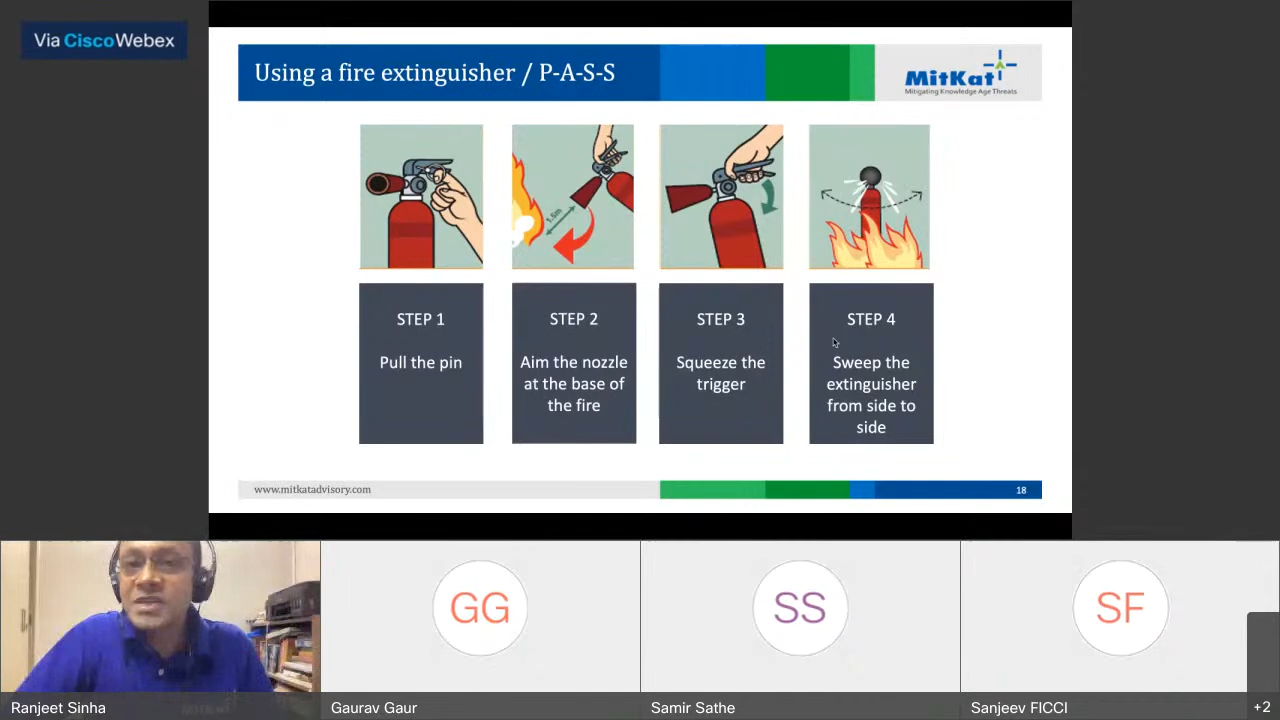 Via Cisco Webex
Using a fire extinguisher / P-A-S-S
MitKat
Mitigating Knowledge Age Threats
1.5m
STEP 1
Pull the pin
STEP 2
Aim the nozzle
at the base of
the fire
STEP 3
Squeeze the
trigger
STEP 4
Sweep the
extinguisher
from side to
side
www.mitkatadvisory.com
18
GG
SS
SF
MitKat
Ranjeet Sinha
Gaurav Gaur
Samir Sathe
Sanjeev FICCI
+2